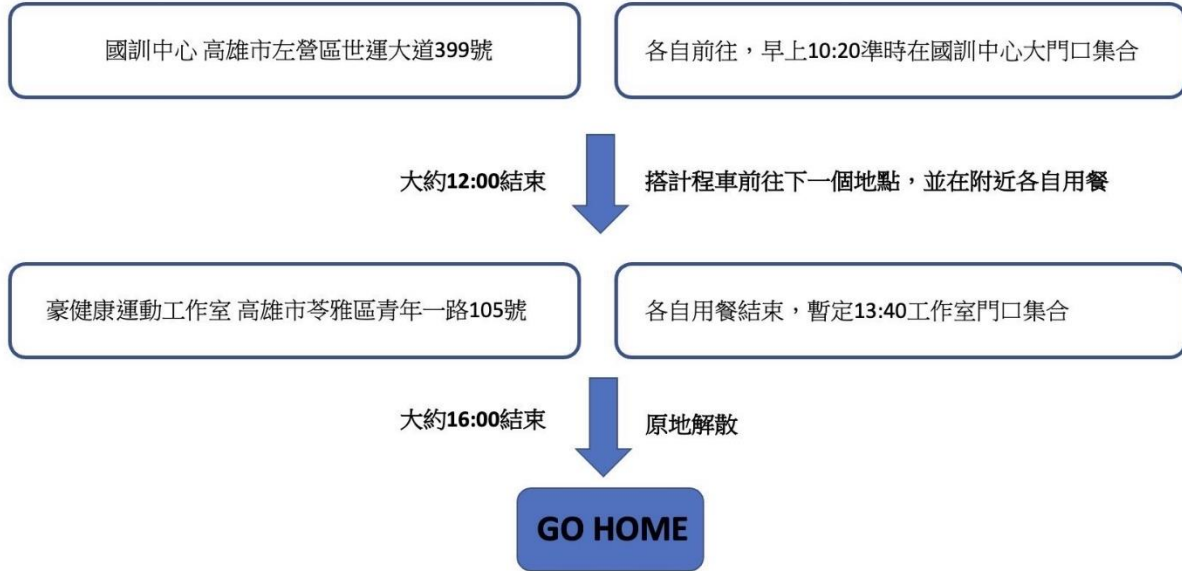 國訓中心 高雄市左營區世運大道399號
各自前往，早上10:20準時在國訓中心大門口集合
大約12:00結束
搭計程車前往下一個地點，並在附近各自用餐
豪健康運動工作室 高雄市苓雅區青年一路105號
各自用餐結束，暫定13:40工作室門口集合
大約16:00結束
原地解散
GO HOME